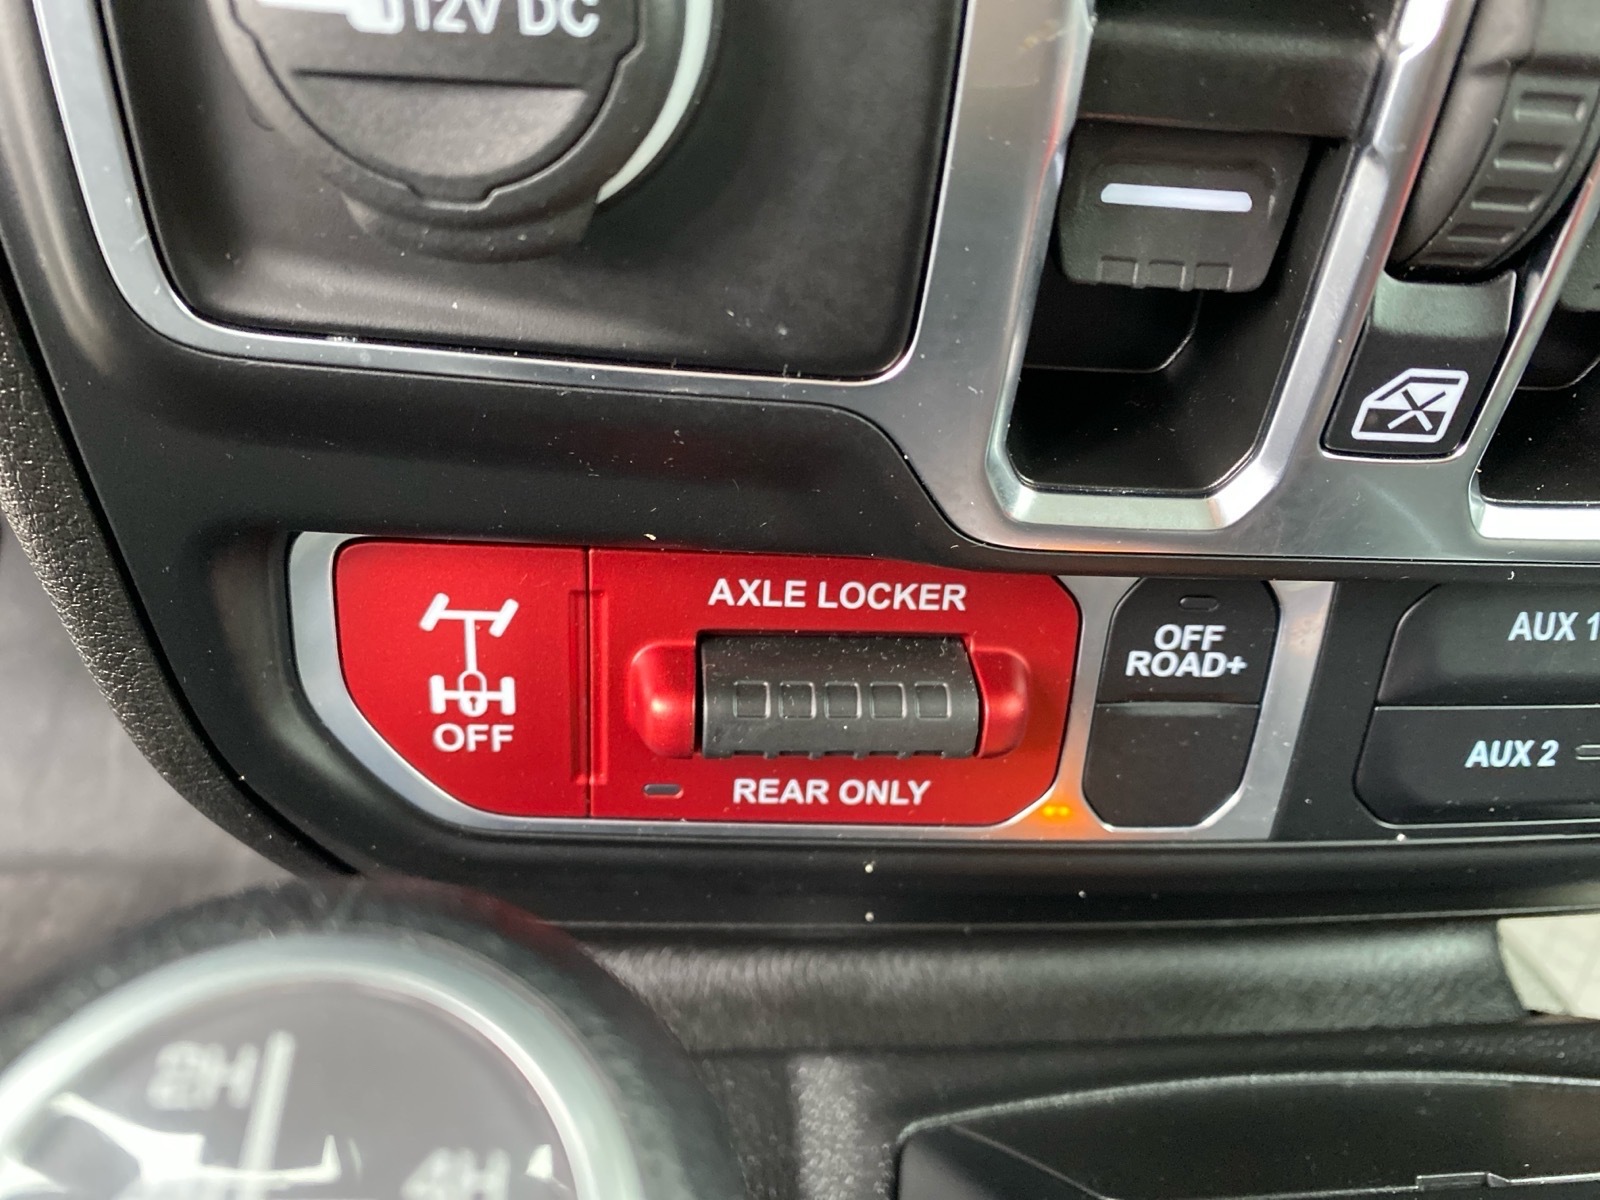 12V DC
AXLE LOCKER
OFF
REAR ONLY
OFF
ROAD+
AUX 1
AUX 2
2H
4H